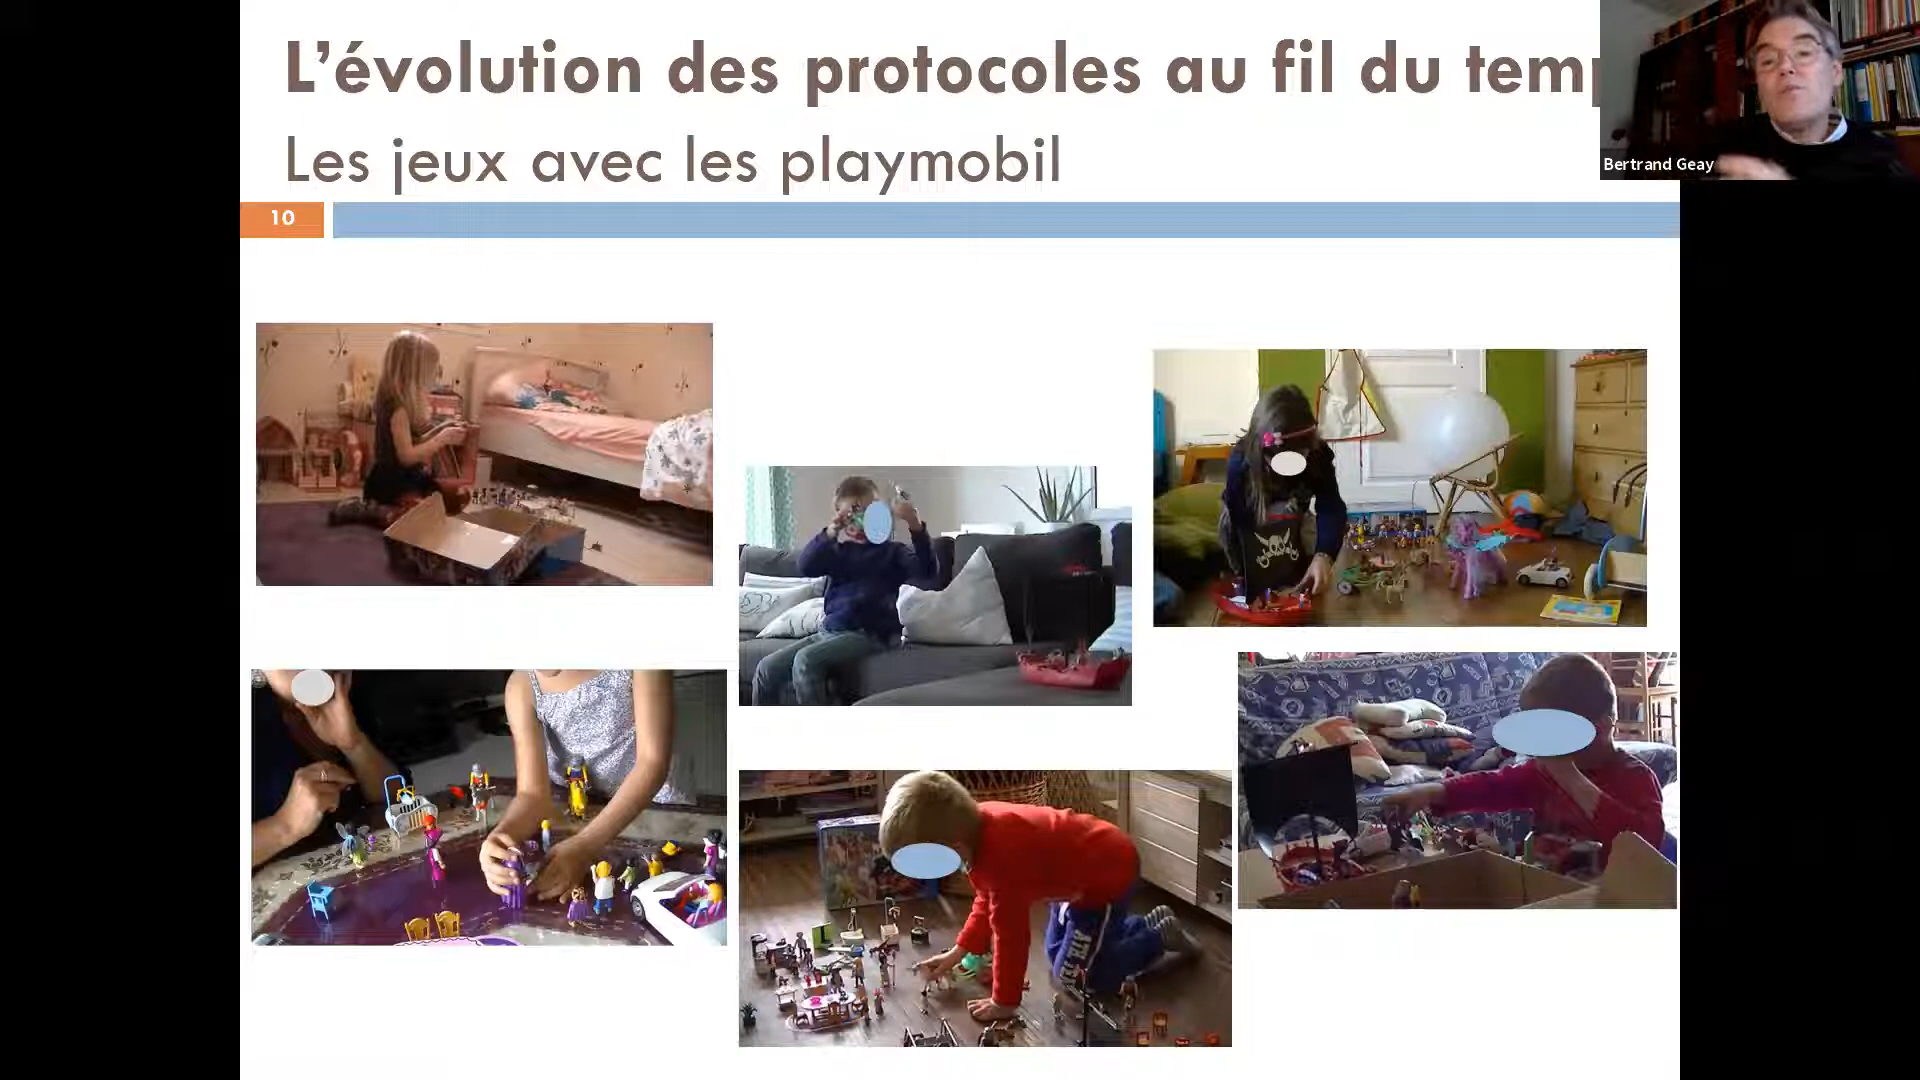 L’évolution des protocoles au fil du temp
Les jeux avec les playmobil
Bertrand Geay
10